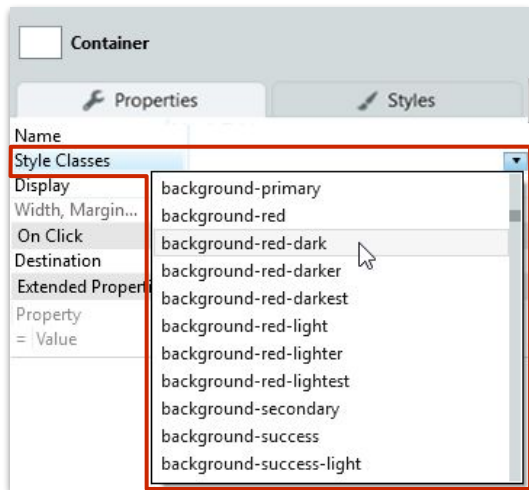 Container
Properties
Styles
Name
Style Classes
Display
Width, Margin...
On Click
Destination
Extended Properti
Property
= Value
background-primary
background-red
background-red-dark
background-red-darker
background-red-darkest
background-red-light
background-red-lighter
background-red-lightest
background-secondary
background-success
background-success-light